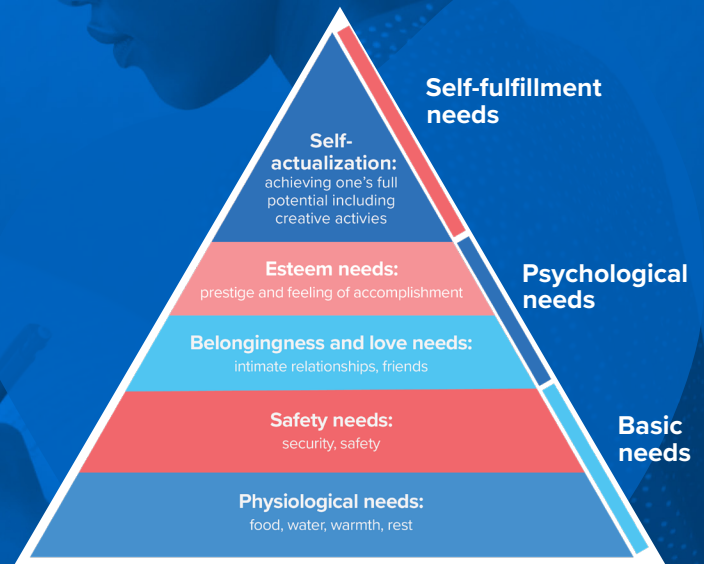 Self-fulfillment
needs
Self-
actualization:
achieving one's full
potential including
creative activies
Esteem needs:
prestige and feeling of accomplishment
Psychological
needs
Belongingness and love needs:
intimate relationships, friends
Safety needs:
security, safety
Basic
needs
Physiological needs:
food, water, warmth, rest